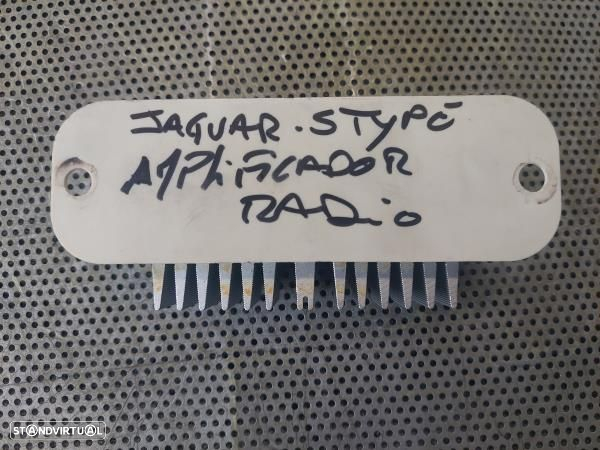 JAGUAR.STYPE
AMPLIFICADOR
RADio
STANDVIRTUAL